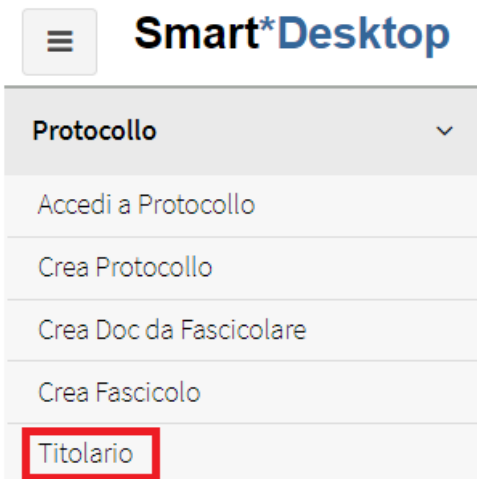 Smart*Desktop
Protocollo
Accedi a Protocollo
Crea Protocollo
Crea Doc da Fascicolare
Crea Fascicolo
Titolario